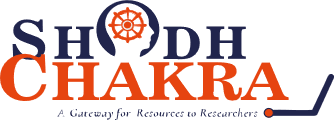 SHODH
CHAKRA
A Gateway for Resources to Researchers